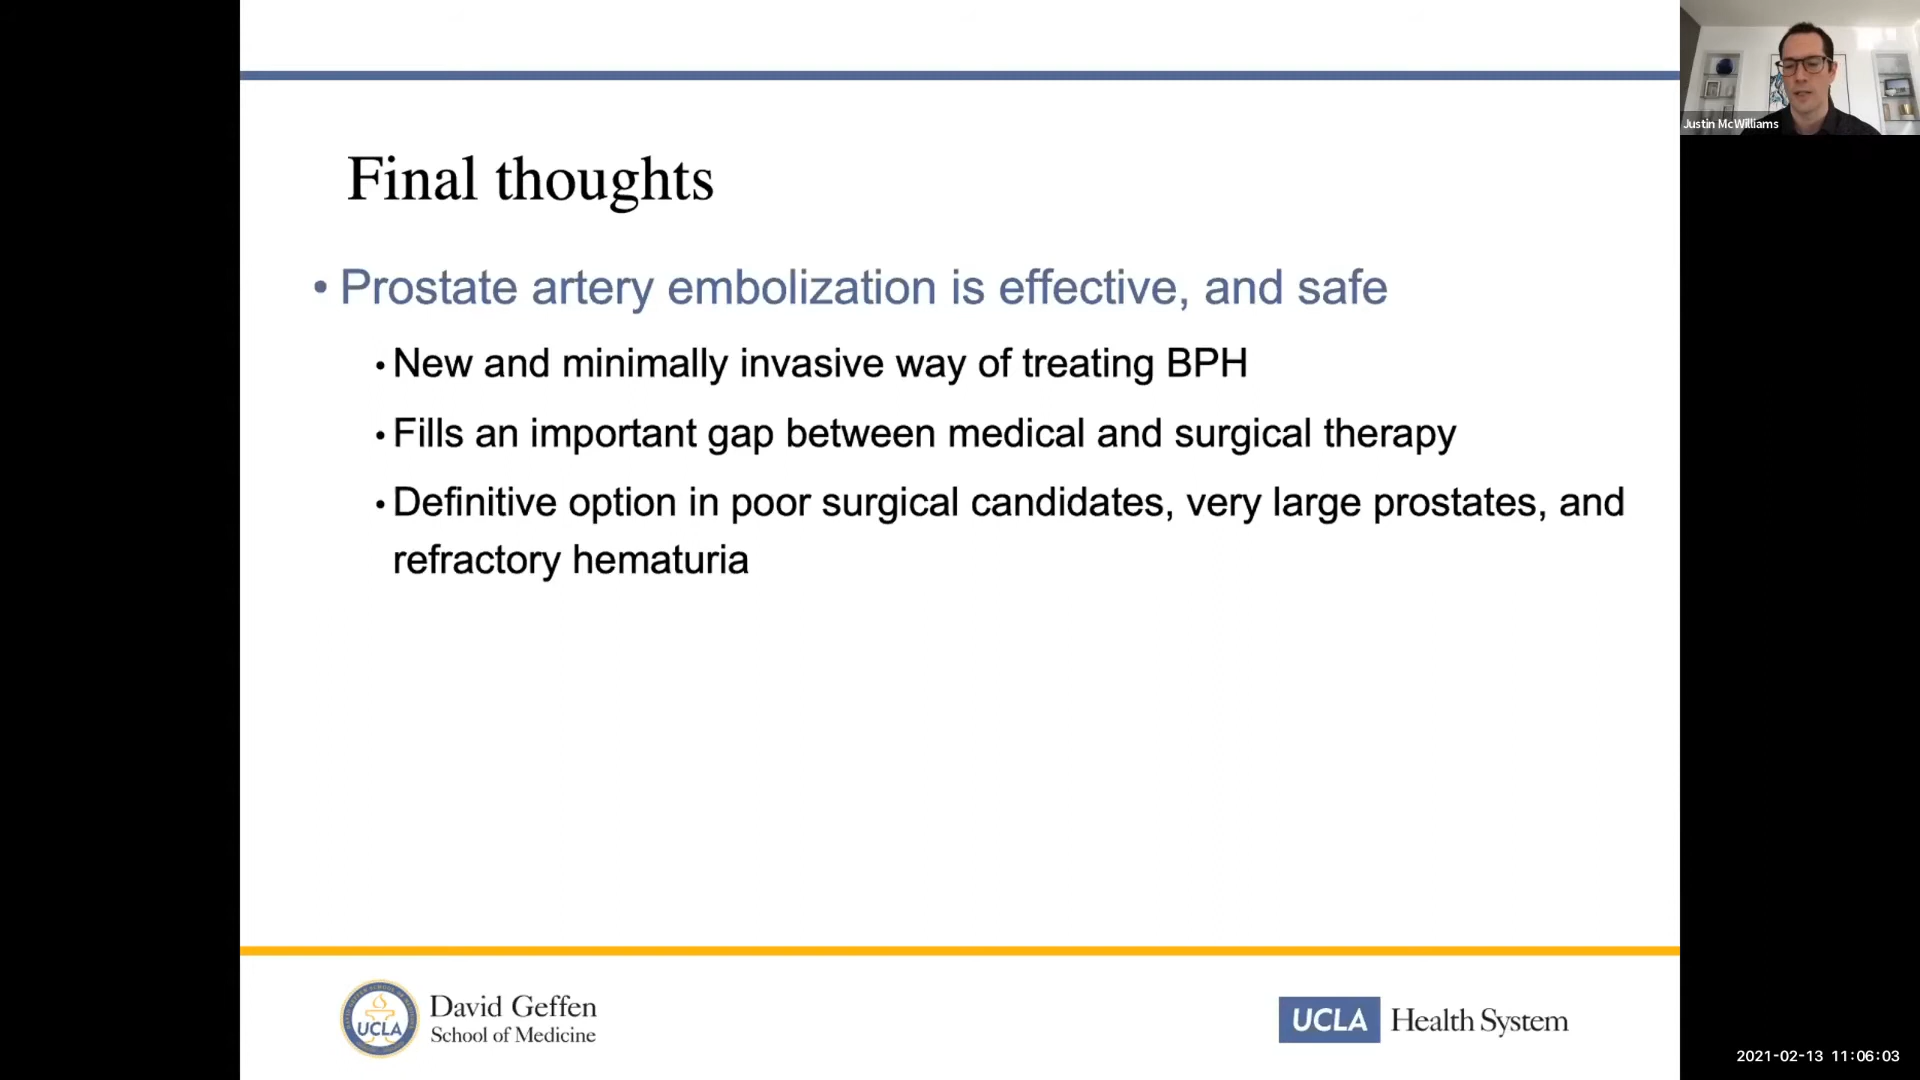 Justin McWilliams
Final thoughts
• Prostate artery embolization is effective, and safe
• New and minimally invasive way of treating BPH
• Fills an important gap between medical and surgical therapy
• Definitive option in poor surgical candidates, very large prostates, and
refractory hematuria
UCLA
David Geffen
School of Medicine
UCLA Health System
2021-02-13 11:06:03